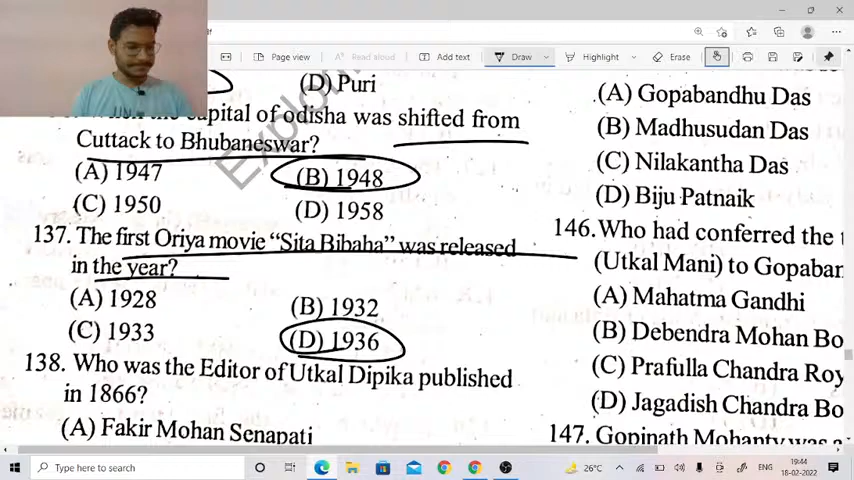 df
Page view
Read aloud
Add text
Draw
Highlight
Erase
(D) Puri
capital of odisha was shifted from
Cuttack to Bhubaneswar?
(A) 1947
(B) 1948
(C) 1950
(D) 1958
137. The first Oriya movie “Sita Bibaha” was released
in the year?
(A) 1928
(B) 1932
(C) 1933
(D) 1936
138. Who was the Editor of Utkal Dipika published
in 1866?
(A) Fakir Mohan Senapati
(A) Gopabandhu Das
(B) Madhusudan Das
(C) Nilakantha Das
(D) Biju Patnaik
146. Who had conferred the
(Utkal Mani) to Gopaban
(A) Mahatma Gandhi
(B) Debendra Mohan Bo
(C) Prafulla Chandra Roy
(D) Jagadish Chandra Bo
147. Gopinath Mohanty was
Type here to search
26°C
ENG
19:44
18-02-2022